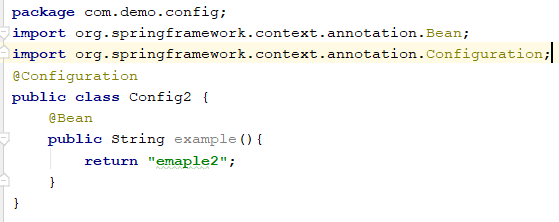 package com.demo.config;
import org.springframework.context.annotation.Bean;
import org.springframework.context.annotation.Configuration;
@Configuration
public class Config2 {
    @Bean
    public String example(){
        return "emaple2";
    }
}